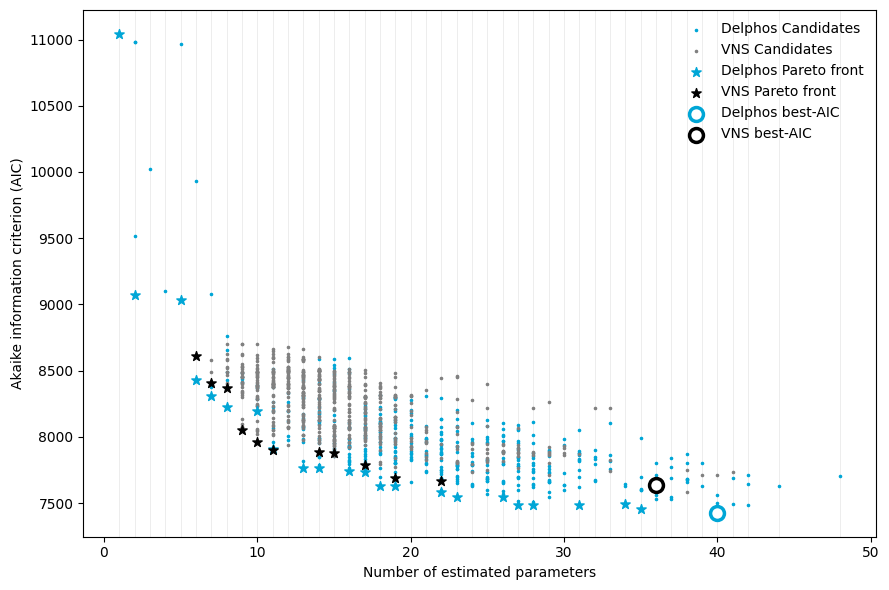 Delphos Candidates
VNS Candidates
Delphos Pareto front
VNS Pareto front
Delphos best-AIC
VNS best-AIC
Akaike information criterion (AIC)
11000
10500
10000
9500
9000
8500
8000
7500
0 10 20 30 40 50
Number of estimated parameters